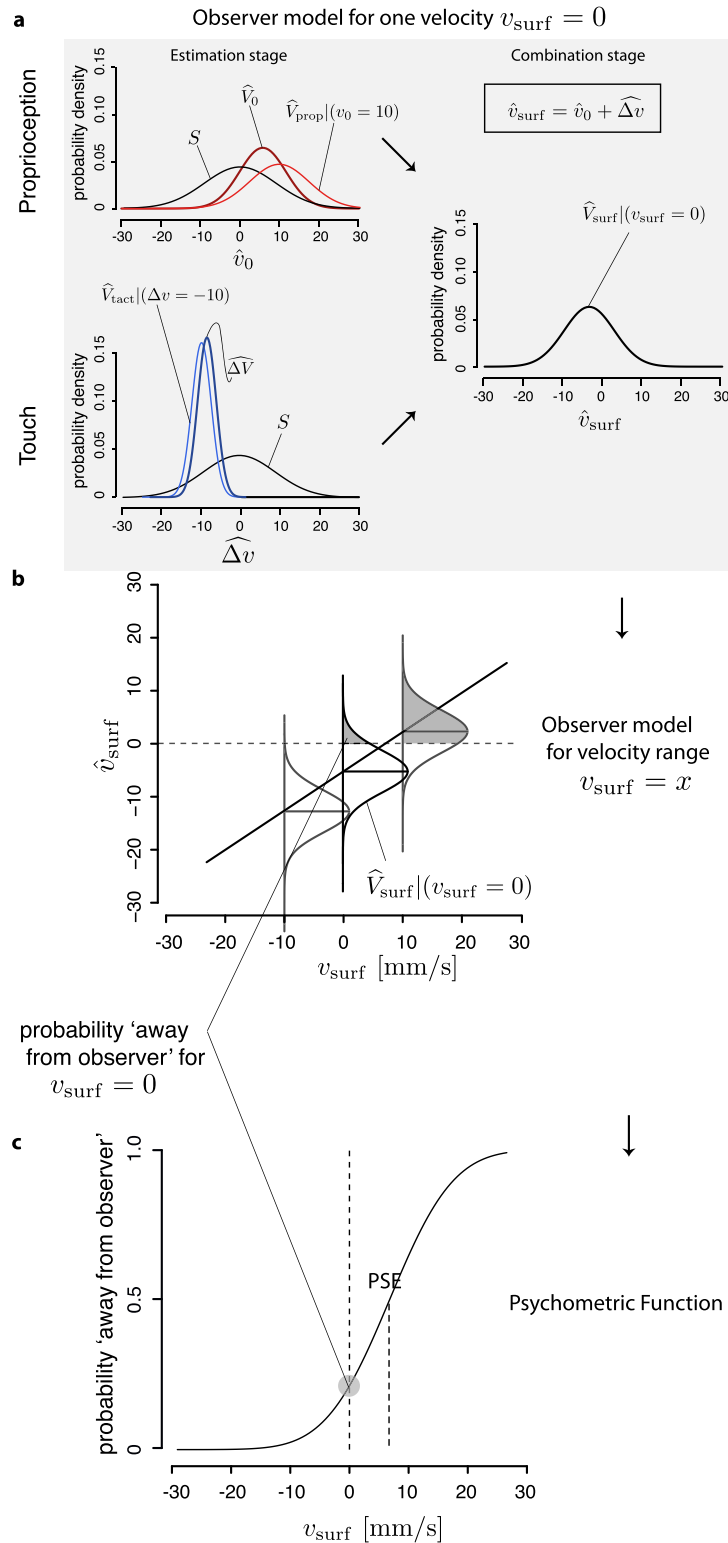 a
Observer model for one velocity v_surf = 0
Estimation stage
Combination stage
Proprioception
probability density
0.15
0.10
0.05
0
S
V̂_0
V̂_prop|(v_0 = 10)
-30 -20 -10 0 10 20 30
v̂_0
v̂_surf = v̂_0 + Δ̂v
Touch
probability density
0.15
0.10
0.05
0
V̂_tact|(Δv = −10)
Δ̂V
S
-30 -20 -10 0 10 20 30
Δ̂v
probability density
0.15
0.10
0.05
0
V̂_surf|(v_surf = 0)
-30 -20 -10 0 10 20 30
v̂_surf
b
30
20
10
0
−10
−20
−30
v̂_surf
V̂_surf|(v_surf = 0)
-30 -20 -10 0 10 20 30
v_surf [mm/s]
Observer model
for velocity range
v_surf = x
probability ‘away
from observer’ for
v_surf = 0
c
probability ‘away from observer’
1.0
0.5
0
PSE
Psychometric Function
-30 -20 -10 0 10 20 30
v_surf [mm/s]